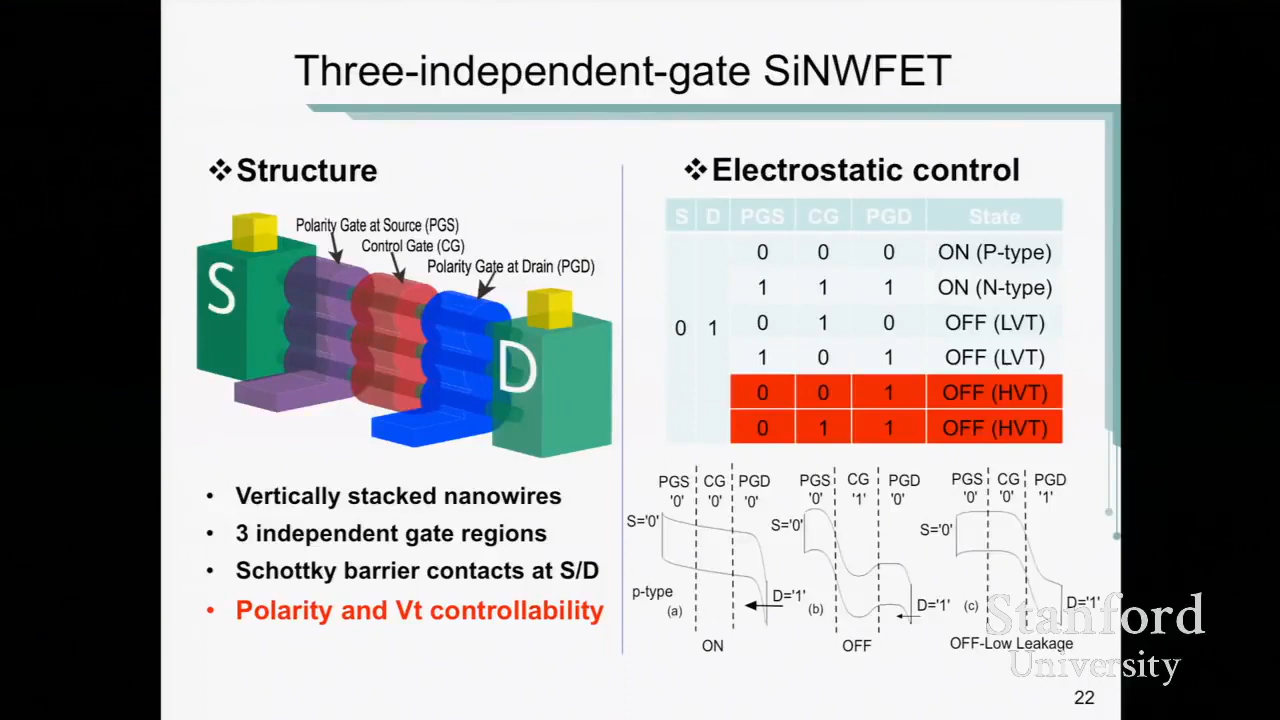 Three-independent-gate SiNWFET
❖Structure
Polarity Gate at Source (PGS)
Control Gate (CG)
Polarity Gate at Drain (PGD)
S
D
• Vertically stacked nanowires
• 3 independent gate regions
• Schottky barrier contacts at S/D
• Polarity and Vt controllability
❖Electrostatic control
S D PGS CG PGD State
0 0 0 ON (P-type)
1 1 1 ON (N-type)
0 1 0 1 0 OFF (LVT)
1 0 1 OFF (LVT)
0 0 1 OFF (HVT)
0 1 1 OFF (HVT)
PGS CG PGD
'0' '0' '0'
S='0'
D='1'
p-type
(a)
ON
PGS CG PGD
'0' '1' '0'
S='0'
D='1'
(b)
OFF
PGS CG PGD
'0' '0' '1'
S='0'
D='1'
(c)
OFF-Low Leakage
Stanford
University
22